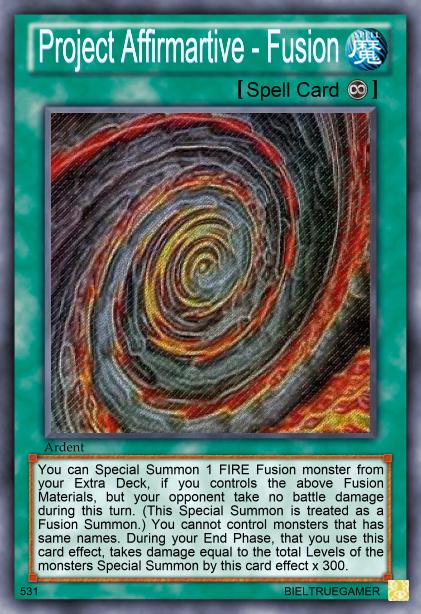 Project Affirmartive - Fusion
SPELL
魔
[ Spell Card ]
Ardent
You can Special Summon 1 FIRE Fusion monster from
your Extra Deck, if you controls the above Fusion
Materials, but your opponent take no battle damage
during this turn. (This Special Summon is treated as a
Fusion Summon.) You cannot control monsters that has
same names. During your End Phase, that you use this
card effect, takes damage equal to the total Levels of the
monsters Special Summon by this card effect x 300.
531
BIELTRUEGAMER